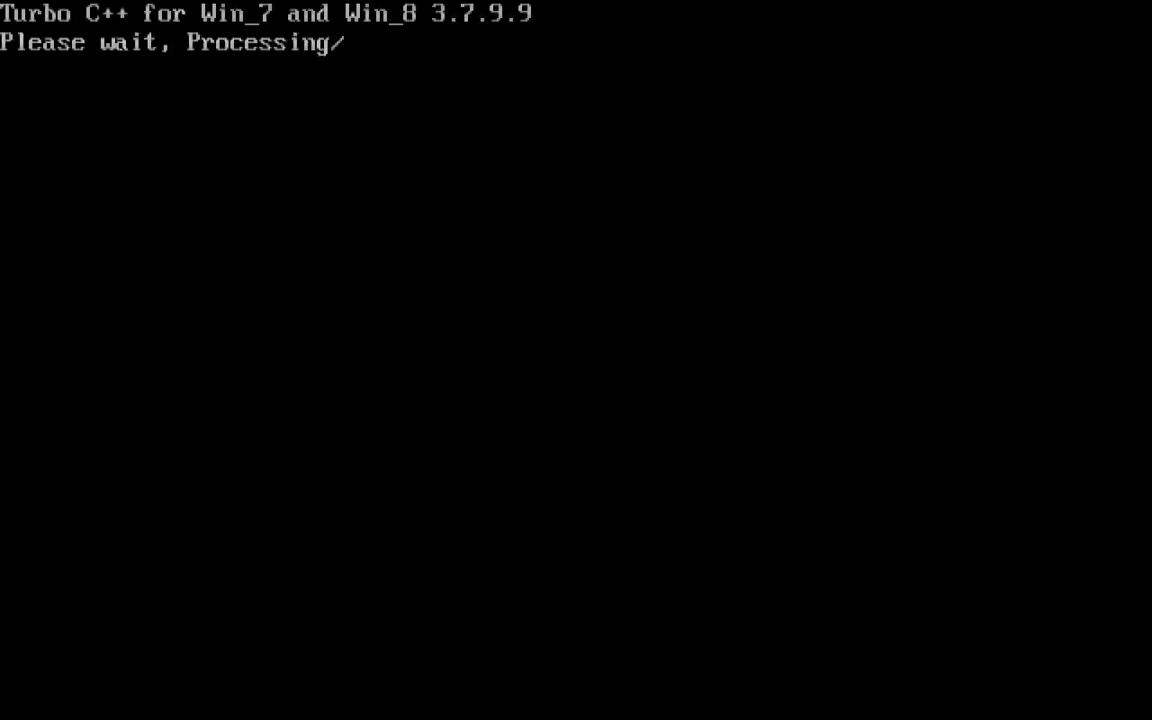 Turbo C++ for Win_7 and Win_8 3.7.9.9
Please wait, Processing/